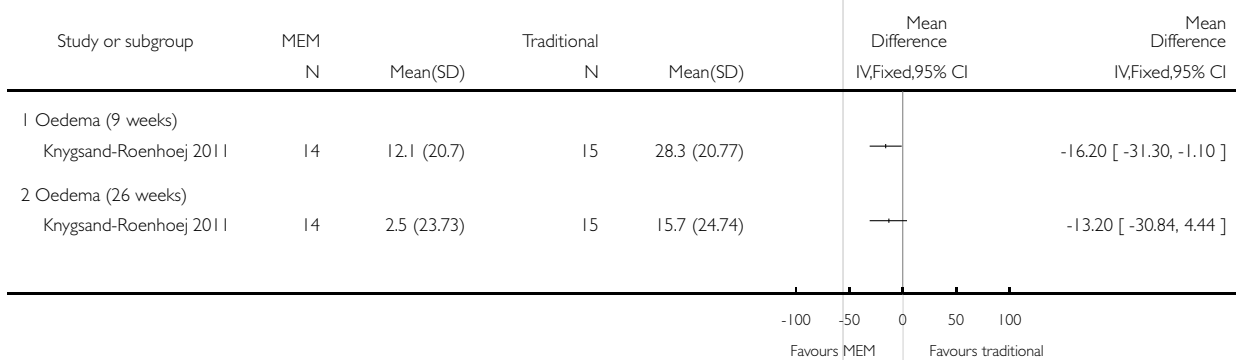 Study or subgroup MEM Traditional Mean Difference Mean Difference
N Mean(SD) N Mean(SD) IV,Fixed,95% CI IV,Fixed,95% CI
1 Oedema (9 weeks)
Knygsand-Roenhoej 2011 14 12.1 (20.7) 15 28.3 (20.77) -16.20 [ -31.30, -1.10 ]
2 Oedema (26 weeks)
Knygsand-Roenhoej 2011 14 2.5 (23.73) 15 15.7 (24.74) -13.20 [ -30.84, 4.44 ]
-100 -50 0 50 100
Favours MEM Favours traditional